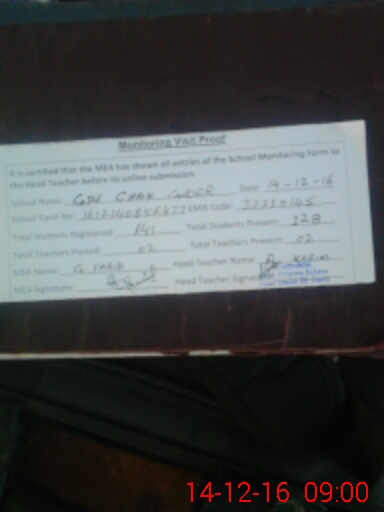 Monitoring Visit Proof
It is certified that the MEA has shown all entries of the School Monitoring Form to
the Head Teacher before its online submission.
School Name: GPS CHAK Date: 14-12-16
School Form No: EMIS Code:
Total Students Registered: 141 Total Students Present: 128
Total Teachers Posted: 02 Total Teachers Present: 02
MEA Name: G SABIR Head Teacher Name: KARIM
MEA Signature: Head Teacher Signature
14-12-16 09:00